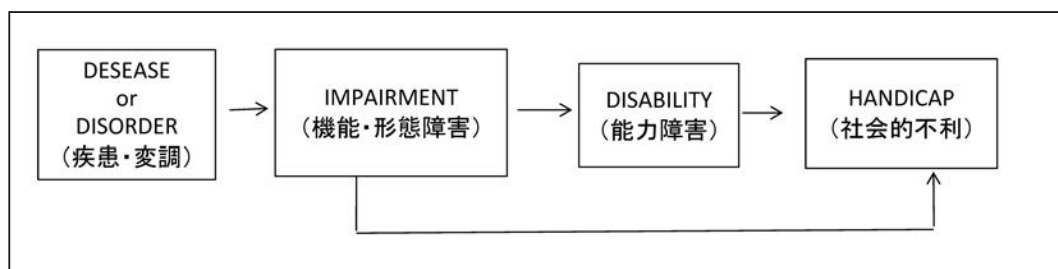 DESEASE
or
DISORDER
(疾患・変調)
IMPAIRMENT
(機能・形態障害)
DISABILITY
(能力障害)
HANDICAP
(社会的不利)